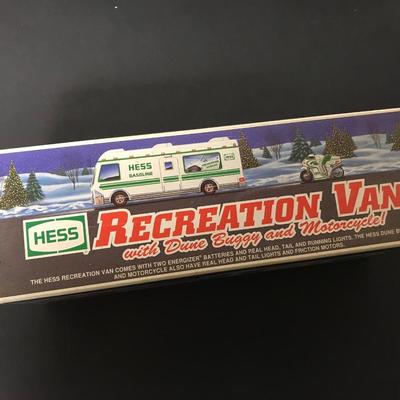 HESS
GASOLINE
HESS
HESS
RECREATION VAN
with Dune Buggy and Motorcycle!
THE HESS RECREATION VAN COMES WITH TWO ENERGIZER® BATTERIES AND REAL HEAD, TAIL AND RUNNING LIGHTS. THE HESS DUNE B
AND MOTORCYCLE ALSO HAVE REAL HEAD AND TAIL LIGHTS AND FRICTION MOTORS.